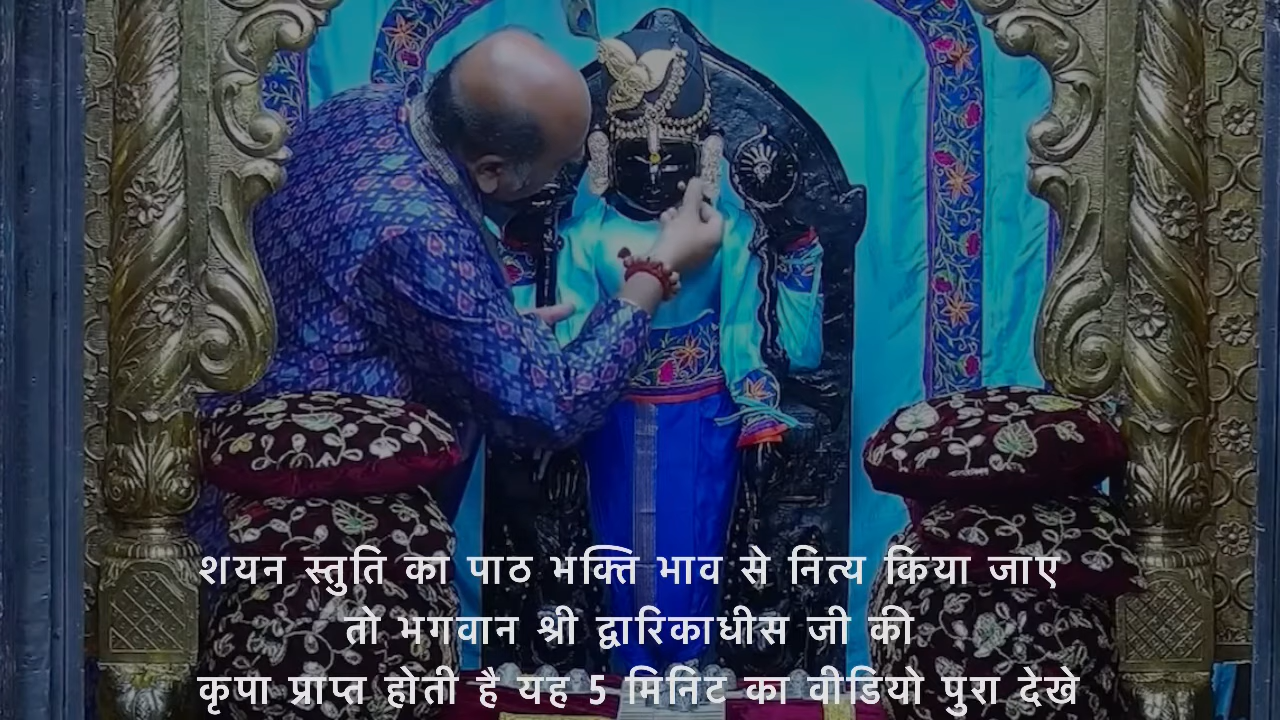 शयन स्तुति का पाठ भक्ति भाव से नित्य किया जाए
तो भगवान श्री द्वारिकाधीस जी की
कृपा प्राप्त होती है यह 5 मिनिट का वीडियो पुरा देखे